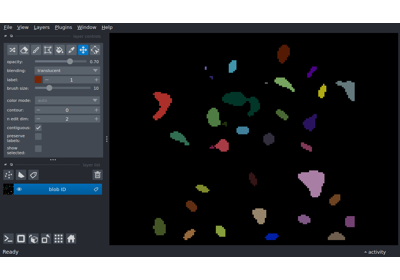 File View Layers Plugins Window Help
opacity: 0.70
blending: translucent
label: 1
brush size: 10
color mode:
contour: 0
n edit dim: 2
contiguous:
preserve
labels:
show
selected:
blob ID
Ready
activity